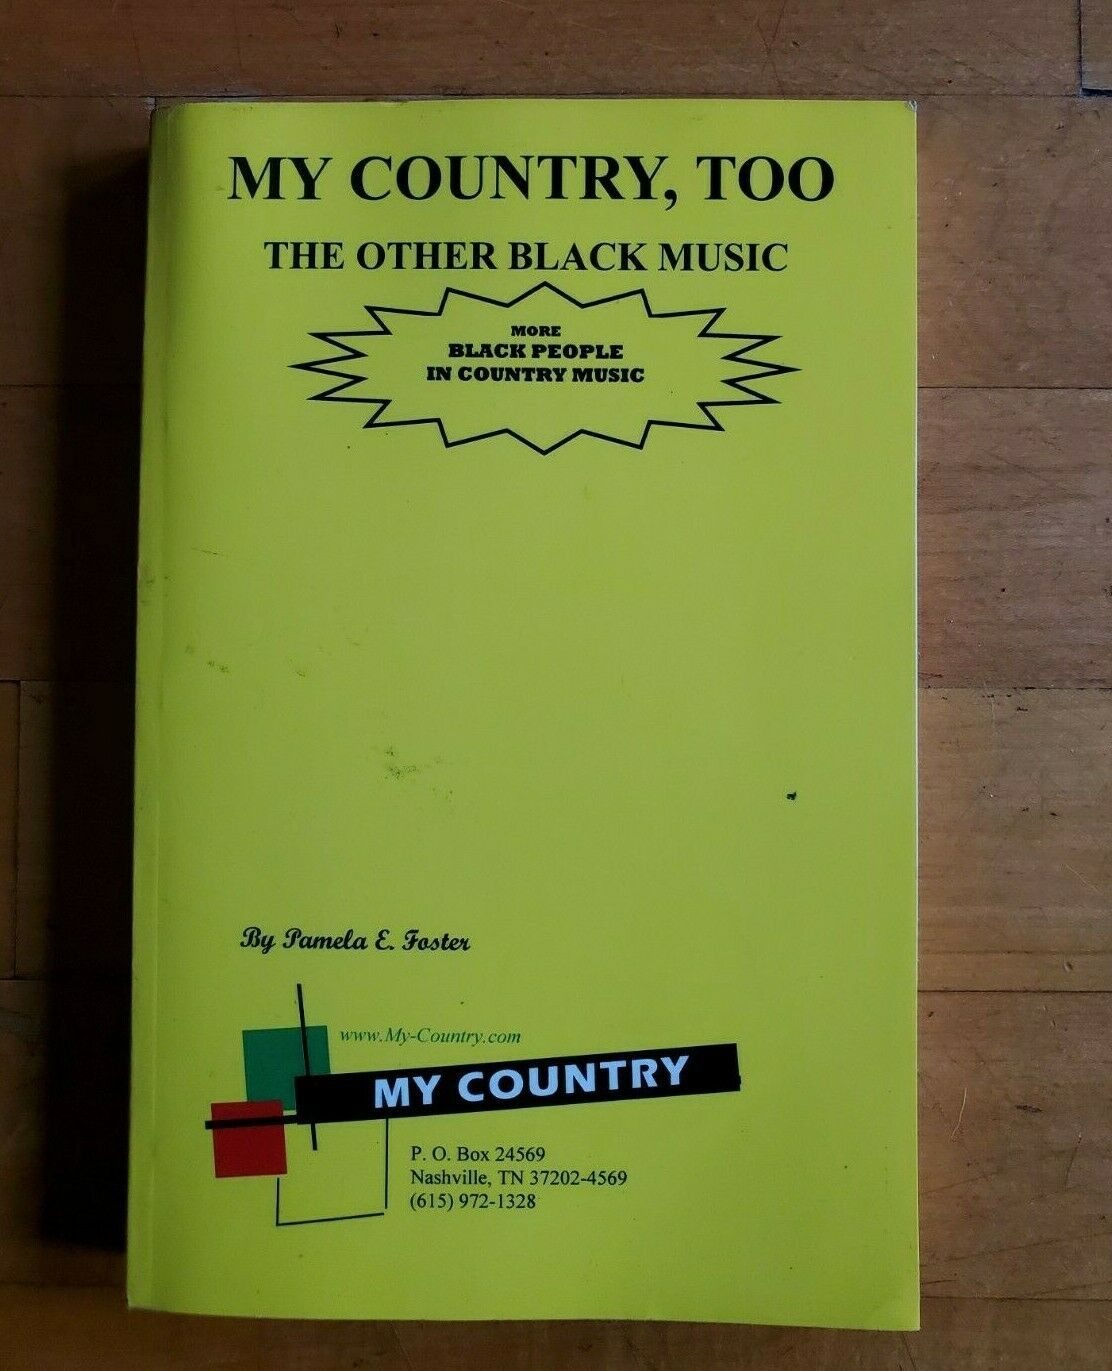 MY COUNTRY, TOO
THE OTHER BLACK MUSIC
MORE
BLACK PEOPLE
IN COUNTRY MUSIC
By Pamela E. Foster
www.My-Country.com
MY COUNTRY
P. O. Box 24569
Nashville, TN 37202-4569
(615) 972-1328